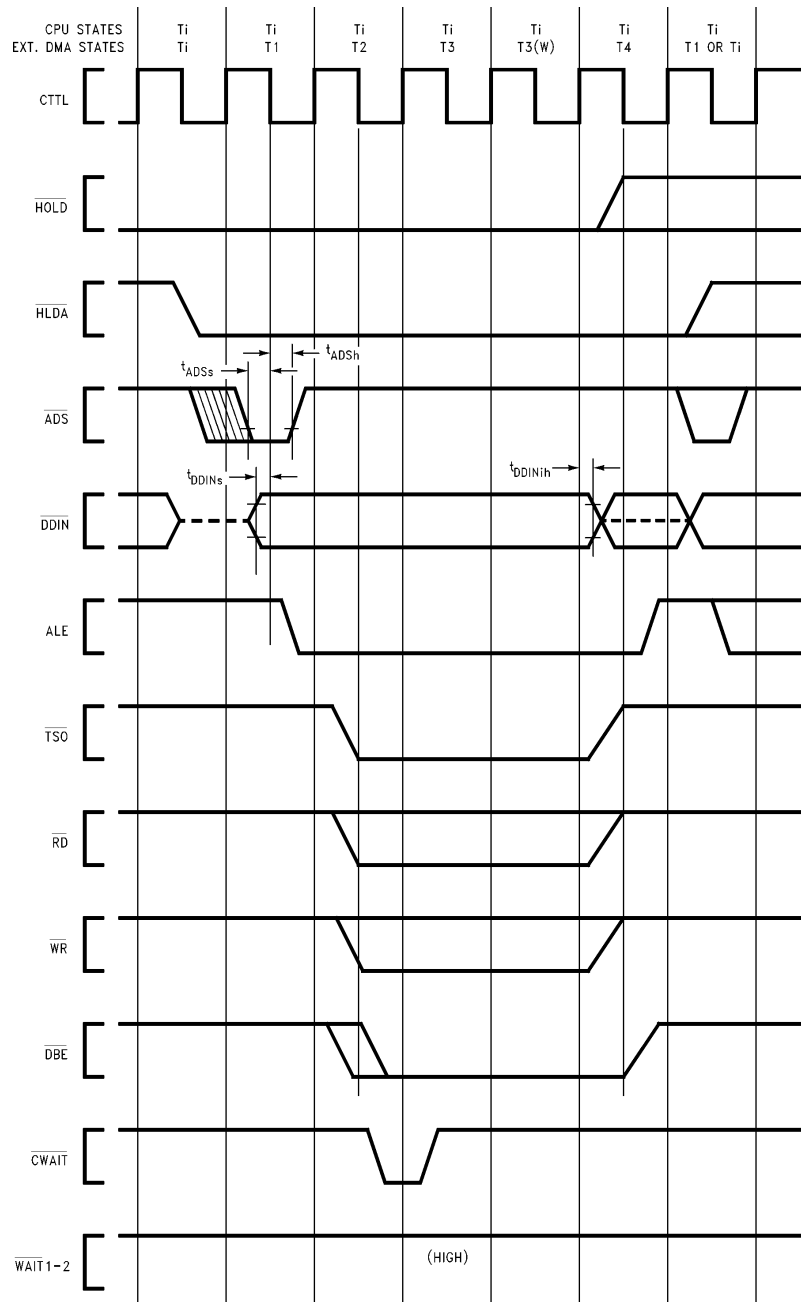 CPU STATES Ti Ti Ti Ti Ti Ti Ti
EXT. DMA STATES Ti T1 T2 T3 T3(W) T4 T1 OR Ti
CTTL
HOLD
HLDA
tADSs tADSh
ADS
tDDINs tDDINih
DDIN
ALE
TSO
RD
WR
DBE
CWAIT
WAIT1-2 (HIGH)